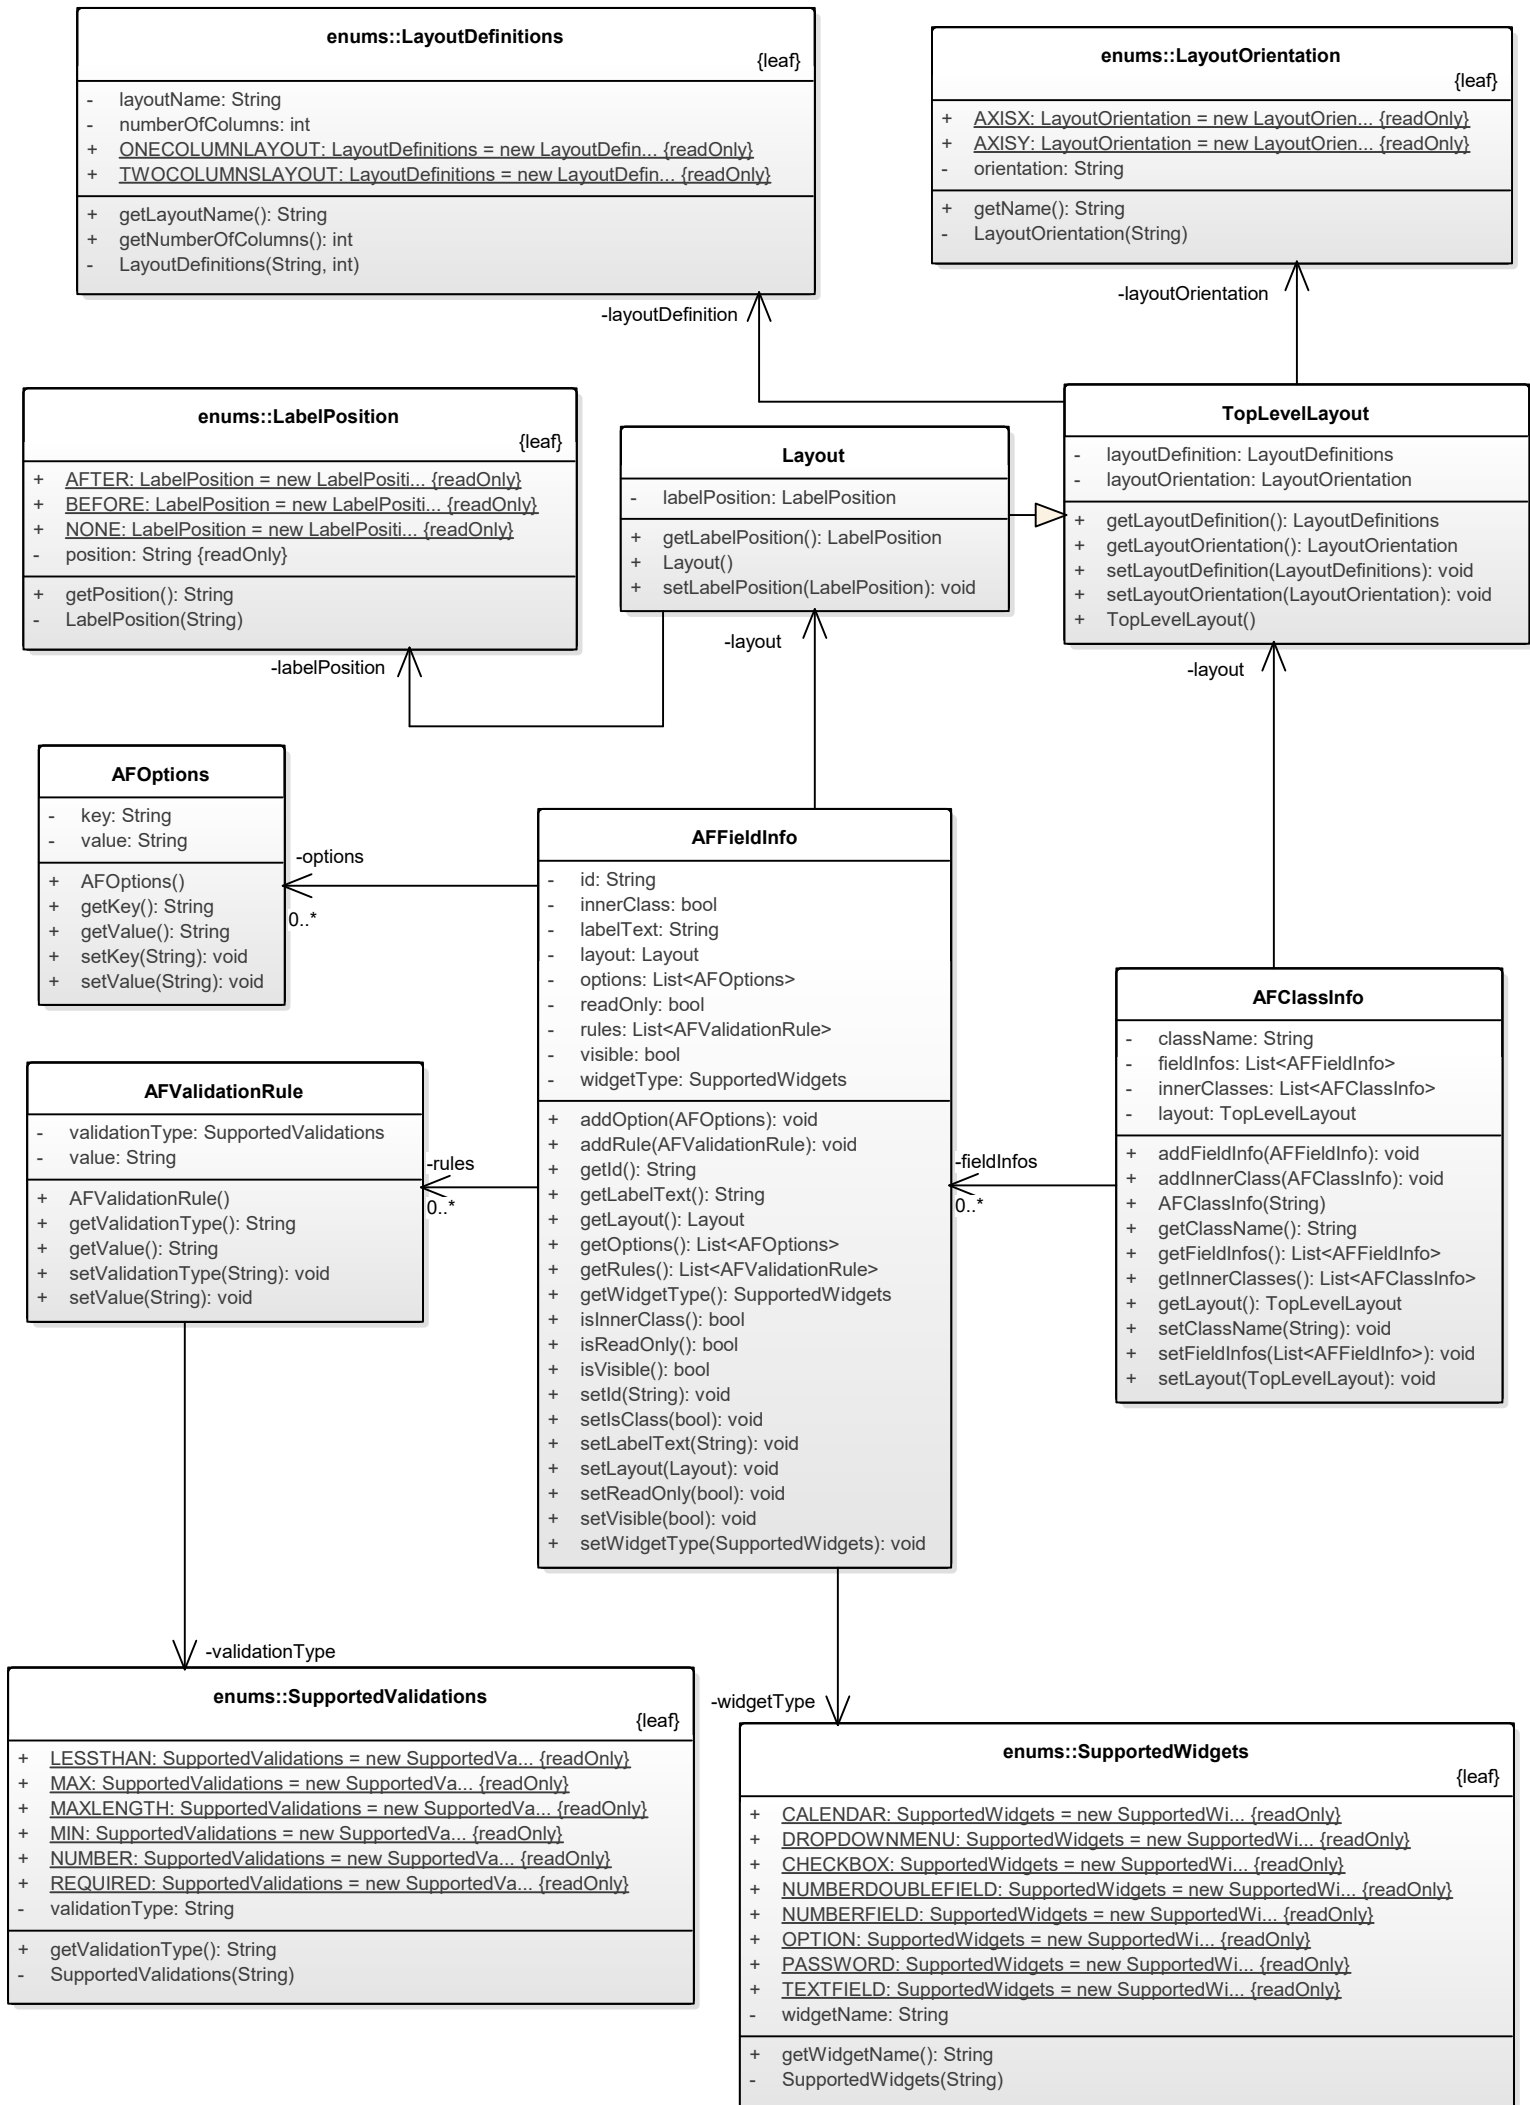 enums::LayoutDefinitions
{leaf}
- layoutName: String
- numberOfColumns: int
+ ONECOLUMNLAYOUT: LayoutDefinitions = new LayoutDefin... {readOnly}
+ TWOCOLUMNSLAYOUT: LayoutDefinitions = new LayoutDefin... {readOnly}
+ getLayoutName(): String
+ getNumberOfColumns(): int
- LayoutDefinitions(String, int)
enums::LayoutOrientation
{leaf}
+ AXISX: LayoutOrientation = new LayoutOrien... {readOnly}
+ AXISY: LayoutOrientation = new LayoutOrien... {readOnly}
- orientation: String
+ getName(): String
- LayoutOrientation(String)
-layoutDefinition
-layoutOrientation
enums::LabelPosition
{leaf}
+ AFTER: LabelPosition = new LabelPositi... {readOnly}
+ BEFORE: LabelPosition = new LabelPositi... {readOnly}
+ NONE: LabelPosition = new LabelPositi... {readOnly}
- position: String {readOnly}
+ getPosition(): String
- LabelPosition(String)
Layout
- labelPosition: LabelPosition
+ getLabelPosition(): LabelPosition
+ Layout()
+ setLabelPosition(LabelPosition): void
TopLevelLayout
- layoutDefinition: LayoutDefinitions
- layoutOrientation: LayoutOrientation
+ getLayoutDefinition(): LayoutDefinitions
+ getLayoutOrientation(): LayoutOrientation
+ setLayoutDefinition(LayoutDefinitions): void
+ setLayoutOrientation(LayoutOrientation): void
+ TopLevelLayout()
-labelPosition
-layout
-layout
AFOptions
- key: String
- value: String
+ AFOptions()
+ getKey(): String
+ getValue(): String
+ setKey(String): void
+ setValue(String): void
-options
0..*
AFFieldInfo
- id: String
- innerClass: bool
- labelText: String
- layout: Layout
- options: List<AFOptions>
- readOnly: bool
- rules: List<AFValidationRule>
- visible: bool
- widgetType: SupportedWidgets
+ addOption(AFOptions): void
+ addRule(AFValidationRule): void
+ getId(): String
+ getLabelText(): String
+ getLayout(): Layout
+ getOptions(): List<AFOptions>
+ getRules(): List<AFValidationRule>
+ getWidgetType(): SupportedWidgets
+ isInnerClass(): bool
+ isReadOnly(): bool
+ isVisible(): bool
+ setId(String): void
+ setIsClass(bool): void
+ setLabelText(String): void
+ setLayout(Layout): void
+ setReadOnly(bool): void
+ setVisible(bool): void
+ setWidgetType(SupportedWidgets): void
AFClassInfo
- className: String
- fieldInfos: List<AFFieldInfo>
- innerClasses: List<AFClassInfo>
- layout: TopLevelLayout
+ addFieldInfo(AFFieldInfo): void
+ addInnerClass(AFClassInfo): void
+ AFClassInfo(String)
+ getClassName(): String
+ getFieldInfos(): List<AFFieldInfo>
+ getInnerClasses(): List<AFClassInfo>
+ getLayout(): TopLevelLayout
+ setClassName(String): void
+ setFieldInfos(List<AFFieldInfo>): void
+ setLayout(TopLevelLayout): void
-fieldInfos
0..*
AFValidationRule
- validationType: SupportedValidations
- value: String
+ AFValidationRule()
+ getValidationType(): String
+ getValue(): String
+ setValidationType(String): void
+ setValue(String): void
-rules
0..*
-validationType
enums::SupportedValidations
{leaf}
+ LESSTHAN: SupportedValidations = new SupportedVa... {readOnly}
+ MAX: SupportedValidations = new SupportedVa... {readOnly}
+ MAXLENGTH: SupportedValidations = new SupportedVa... {readOnly}
+ MIN: SupportedValidations = new SupportedVa... {readOnly}
+ NUMBER: SupportedValidations = new SupportedVa... {readOnly}
+ REQUIRED: SupportedValidations = new SupportedVa... {readOnly}
- validationType: String
+ getValidationType(): String
- SupportedValidations(String)
-widgetType
enums::SupportedWidgets
{leaf}
+ CALENDAR: SupportedWidgets = new SupportedWi... {readOnly}
+ DROPDOWNMENU: SupportedWidgets = new SupportedWi... {readOnly}
+ CHECKBOX: SupportedWidgets = new SupportedWi... {readOnly}
+ NUMBERDOUBLEFIELD: SupportedWidgets = new SupportedWi... {readOnly}
+ NUMBERFIELD: SupportedWidgets = new SupportedWi... {readOnly}
+ OPTION: SupportedWidgets = new SupportedWi... {readOnly}
+ PASSWORD: SupportedWidgets = new SupportedWi... {readOnly}
+ TEXTFIELD: SupportedWidgets = new SupportedWi... {readOnly}
- widgetName: String
+ getWidgetName(): String
- SupportedWidgets(String)